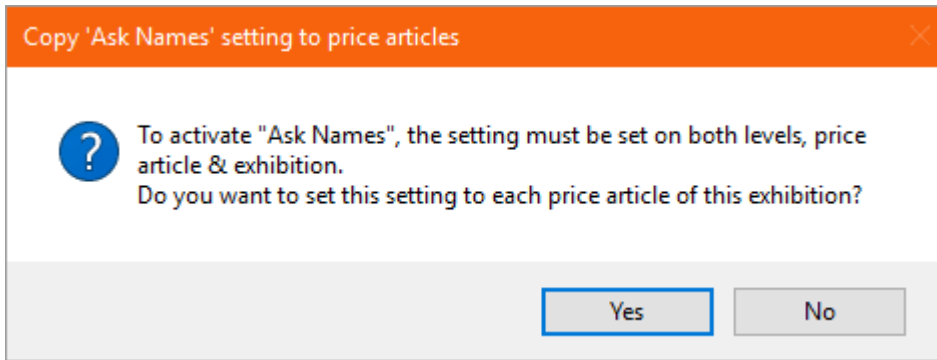 Copy 'Ask Names' setting to price articles
To activate "Ask Names", the setting must be set on both levels, price
article & exhibition.
Do you want to set this setting to each price article of this exhibition?
Yes
No